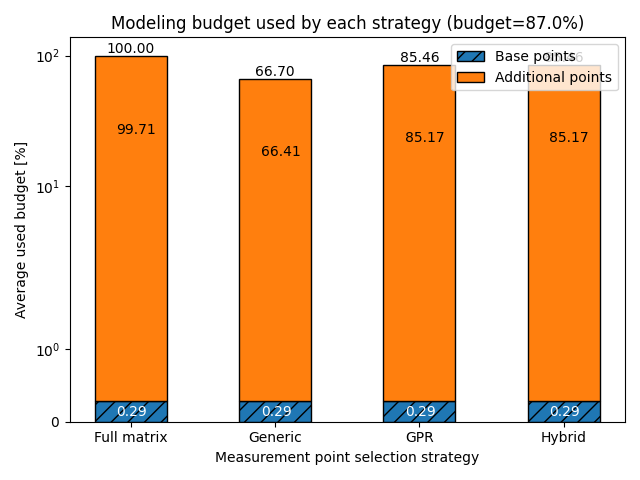 Modeling budget used by each strategy (budget=87.0%)
Base points
Additional points
Average used budget [%]
10²
10¹
10⁰
0
100.00
66.70
85.46
99.71
66.41
85.17
85.17
0.29
0.29
0.29
0.29
Full matrix
Generic
GPR
Hybrid
Measurement point selection strategy